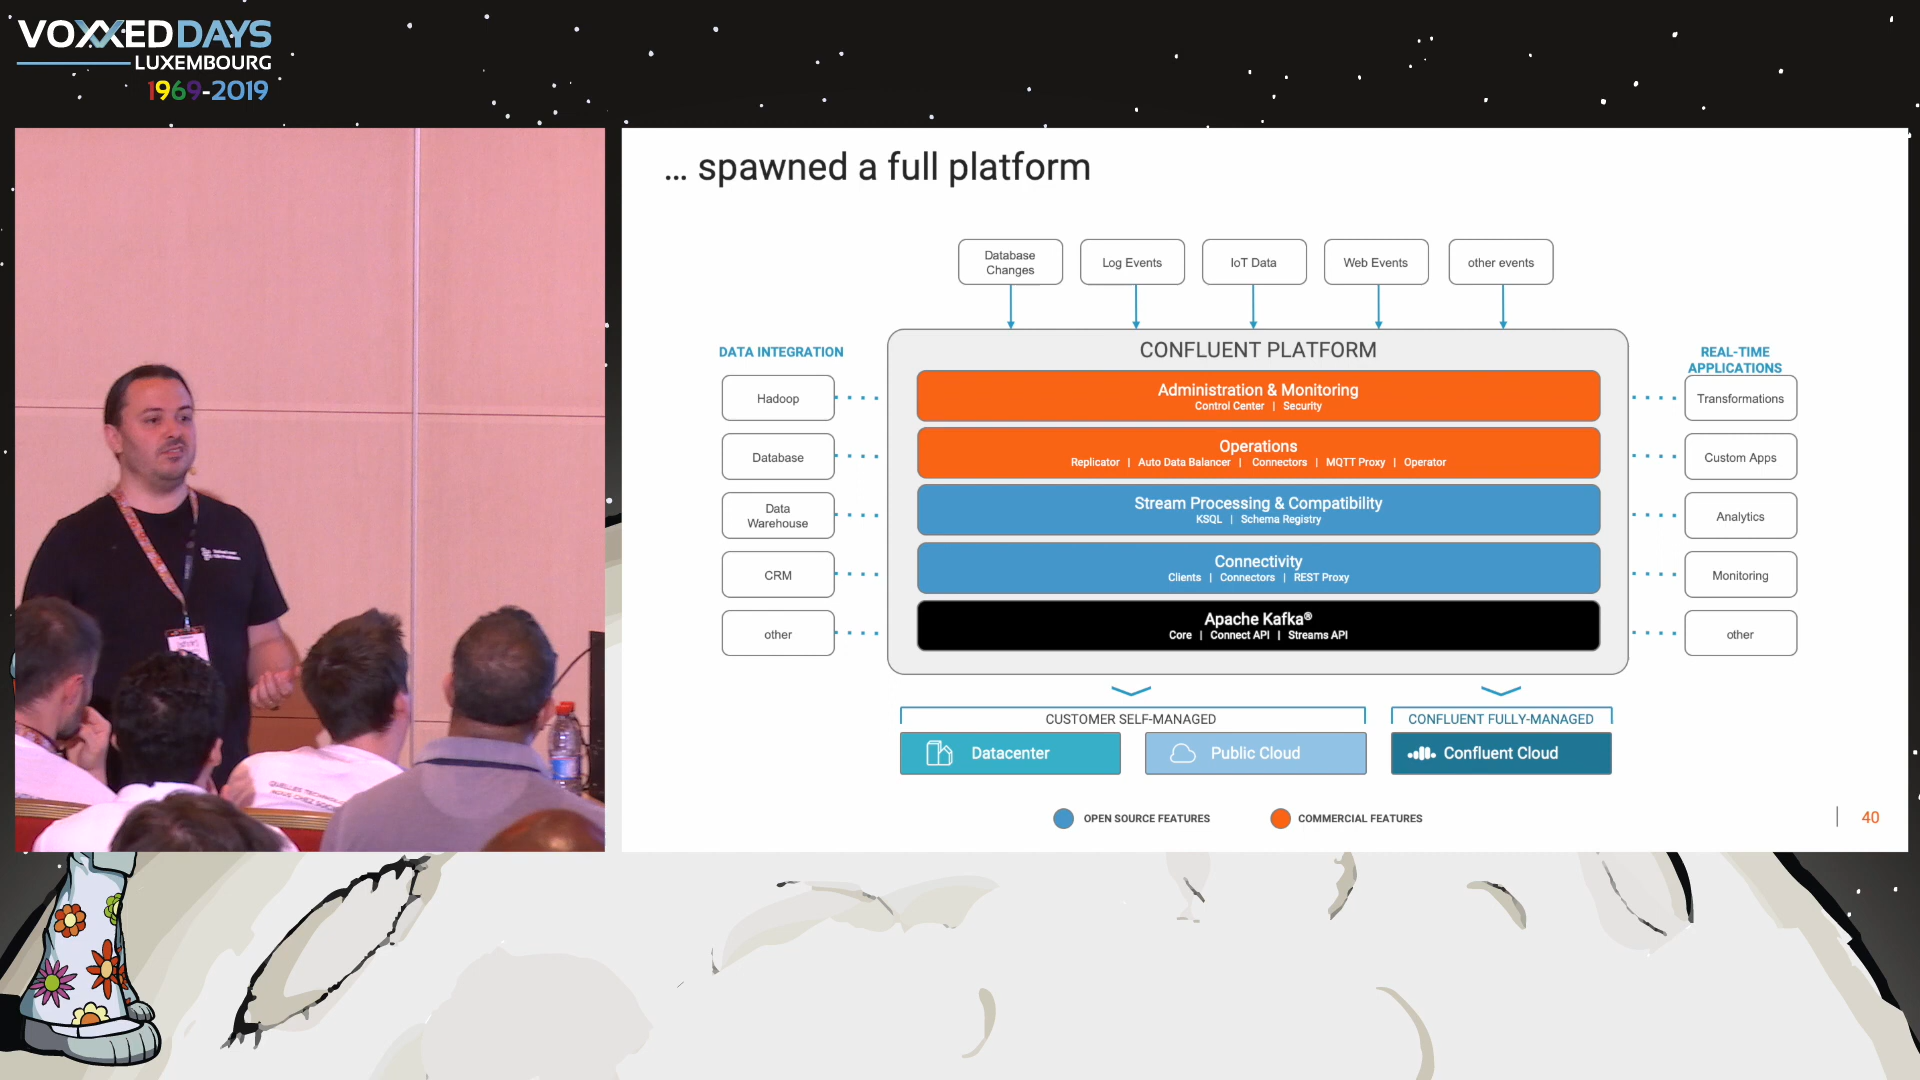 VOXXEDDAYS
LUXEMBOURG
1969-2019
... spawned a full platform
Database
Changes
Log Events
IoT Data
Web Events
other events
DATA INTEGRATION
Hadoop
Database
Data
Warehouse
CRM
other
CONFLUENT PLATFORM
Administration & Monitoring
Control Center | Security
Operations
Replicator | Auto Data Balancer | Connectors | MQTT Proxy | Operator
Stream Processing & Compatibility
KSQL | Schema Registry
Connectivity
Clients | Connectors | REST Proxy
Apache Kafka®
Core | Connect API | Streams API
REAL-TIME
APPLICATIONS
Transformations
Custom Apps
Analytics
Monitoring
other
CUSTOMER SELF-MANAGED
Datacenter
Public Cloud
CONFLUENT FULLY-MANAGED
Confluent Cloud
OPEN SOURCE FEATURES
COMMERCIAL FEATURES
40